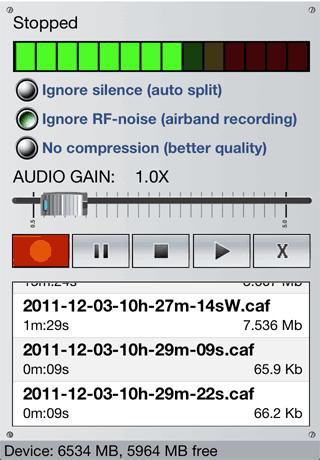 Stopped
Ignore silence (auto split)
Ignore RF-noise (airband recording)
No compression (better quality)
AUDIO GAIN: 1.0X
0.5 5.0
X
2011-12-03-10h-27m-14sW.caf
1m:29s 7.536 Mb
2011-12-03-10h-29m-09s.caf
0m:09s 65.9 Kb
2011-12-03-10h-29m-22s.caf
0m:09s 66.2 Kb
Device: 6534 MB, 5964 MB free